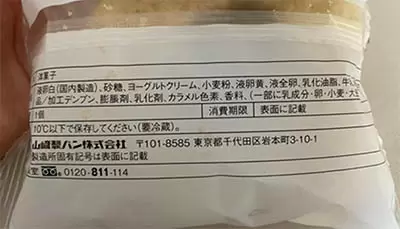 洋菓子
液卵白(国内製造)、砂糖、ヨーグルトクリーム、小麦粉、液卵黄、液全卵、乳化油脂、牛乳
品/加工デンプン、膨脹剤、乳化剤、カラメル色素、香料、(一部に乳成分・卵・小麦・大豆
1個 消費期限 表面に記載
10℃以下で保存してください(要冷蔵)。
山崎製パン株式会社 〒101-8585 東京都千代田区岩本町3-10-1
製造所固有記号は表面に記載
室 0120-811-114